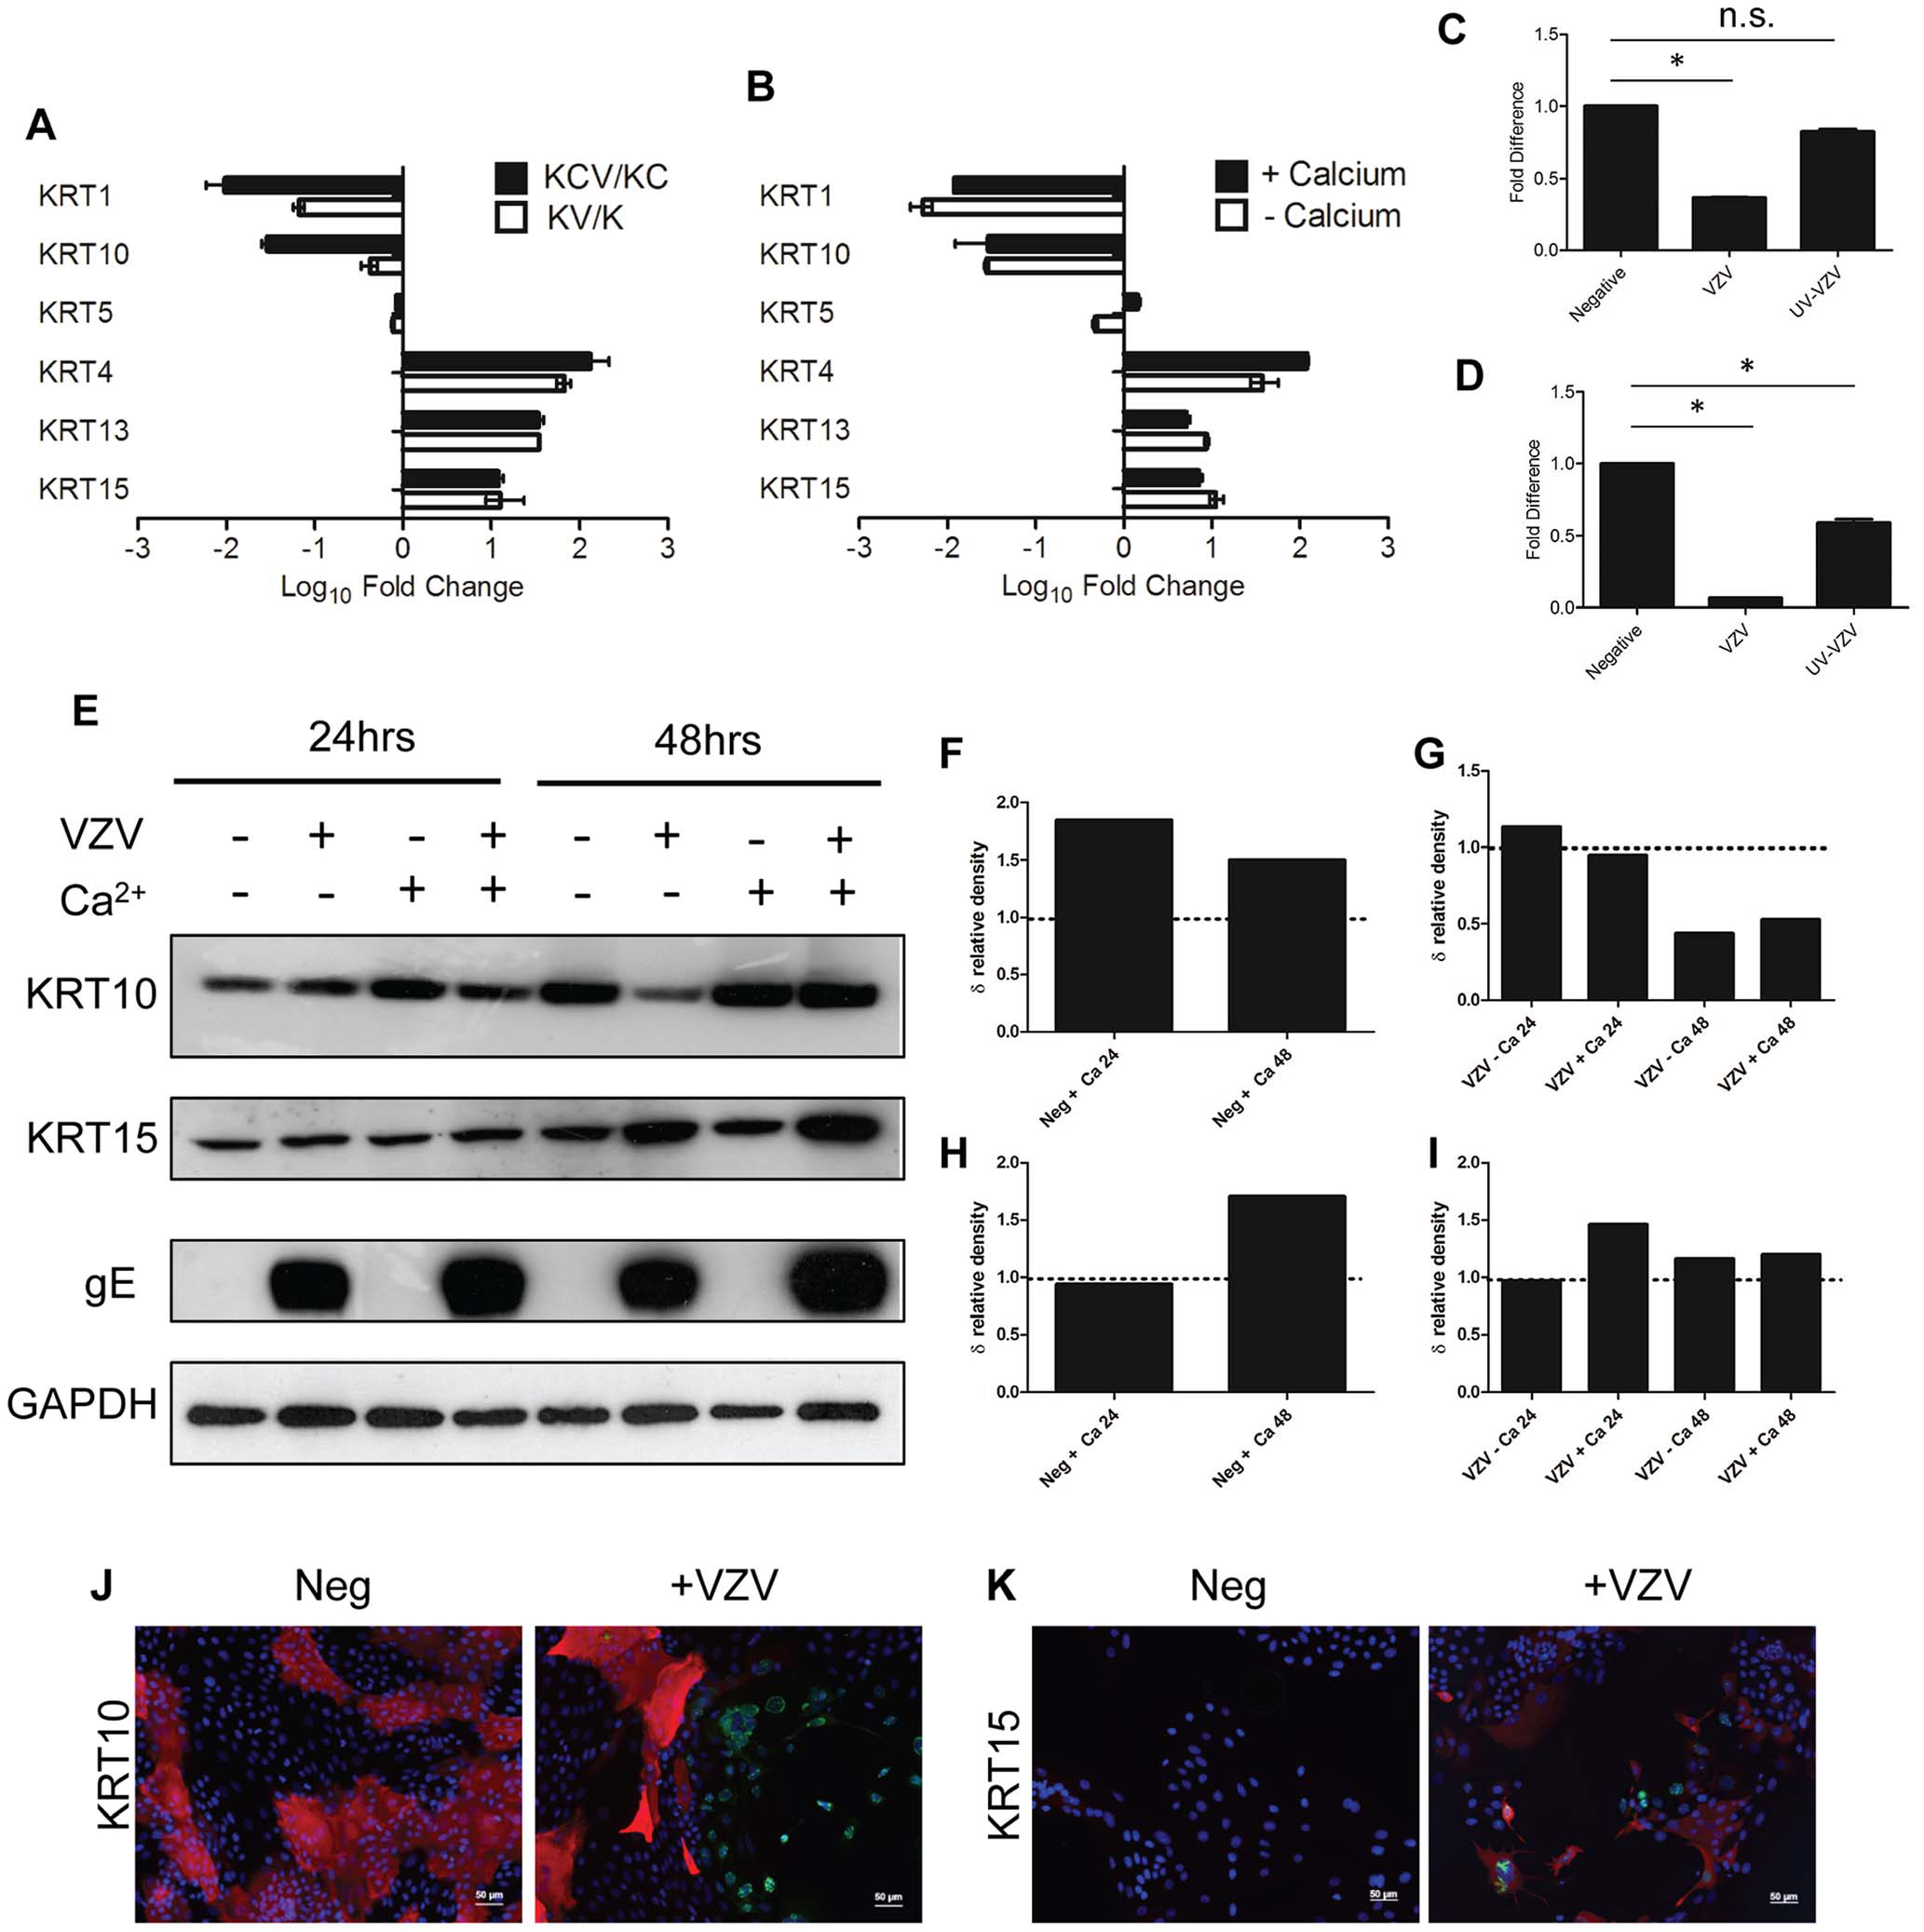 A
KCV/KC
KV/K
KRT1
KRT10
KRT5
KRT4
KRT13
KRT15
-3 -2 -1 0 1 2 3
Log10 Fold Change
B
+ Calcium
- Calcium
KRT1
KRT10
KRT5
KRT4
KRT13
KRT15
-3 -2 -1 0 1 2 3
Log10 Fold Change
C
n.s.
*
Fold Difference
1.5
1.0
0.5
0.0
Negative VZV UV-VZV
D
*
*
Fold Difference
1.5
1.0
0.5
0.0
Negative VZV UV-VZV
E
24hrs 48hrs
VZV - + - + - + - +
Ca2+ - - + + - - + +
KRT10
KRT15
gE
GAPDH
F
δ relative density
2.0
1.5
1.0
0.5
0.0
Neg + Ca 24 Neg + Ca 48
G
δ relative density
1.5
1.0
0.5
0.0
VZV - Ca 24 VZV + Ca 24 VZV - Ca 48 VZV + Ca 48
H
δ relative density
2.0
1.5
1.0
0.5
0.0
Neg + Ca 24 Neg + Ca 48
I
δ relative density
2.0
1.5
1.0
0.5
0.0
VZV - Ca 24 VZV + Ca 24 VZV - Ca 48 VZV + Ca 48
J
Neg +VZV
KRT10
50 µm 50 µm
K
Neg +VZV
KRT15
50 µm 50 µm